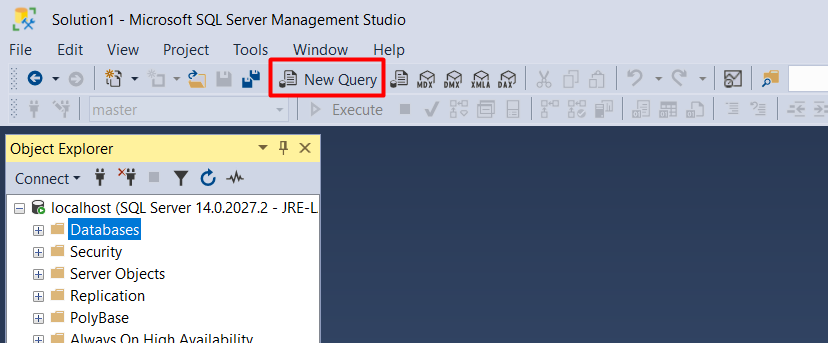 Solution1 - Microsoft SQL Server Management Studio
File Edit View Project Tools Window Help
New Query MDX DMX XMLA DAX
master Execute
Object Explorer
Connect
localhost (SQL Server 14.0.2027.2 - JRE-L
Databases
Security
Server Objects
Replication
PolyBase
Always On High Availability